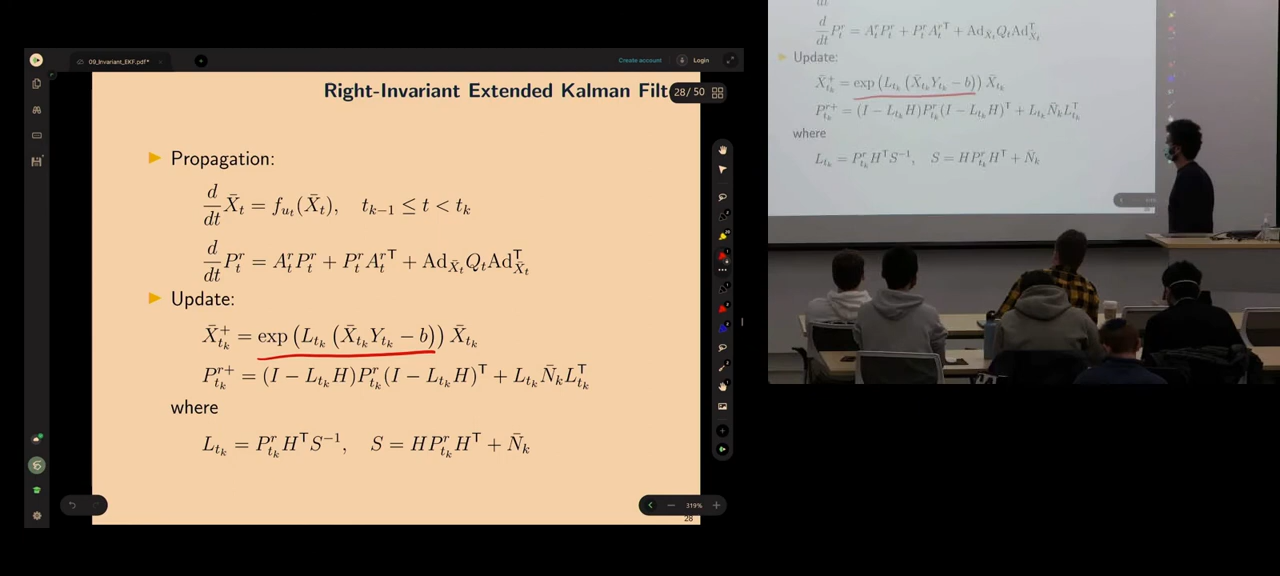 09_Invariant_EKF.pdf*
Create account
Login
Right-Invariant Extended Kalman Filt
28/50
▶ Propagation:
d/dt X̄_t = f_{u_t}(X̄_t), t_{k−1} ≤ t < t_k
d/dt P^r_t = A^r_t P^r_t + P^r_t A^{r⊤}_t + Ad_{X̄_t} Q_t Ad^⊤_{X̄_t}
▶ Update:
X̄^+_{t_k} = exp (L_{t_k} (X̄_{t_k} Y_{t_k} − b)) X̄_{t_k}
P^{r+}_{t_k} = (I − L_{t_k} H)P^r_{t_k}(I − L_{t_k} H)^⊤ + L_{t_k} N̄_k L^⊤_{t_k}
where
L_{t_k} = P^r_{t_k} H^⊤ S^{−1}, S = H P^r_{t_k} H^⊤ + N̄_k
319%
28
dt
d/dt P^r_t = A^r_t P^r_t + P^r_t A^{r⊤}_t + Ad_{X̄_t} Q_t Ad^⊤_{X̄_t}
▶ Update:
X̄^+_{t_k} = exp (L_{t_k} (X̄_{t_k} Y_{t_k} − b)) X̄_{t_k}
P^{r+}_{t_k} = (I − L_{t_k} H)P^r_{t_k}(I − L_{t_k} H)^⊤ + L_{t_k} N̄_k L^⊤_{t_k}
where
L_{t_k} = P^r_{t_k} H^⊤ S^{−1}, S = H P^r_{t_k} H^⊤ + N̄_k